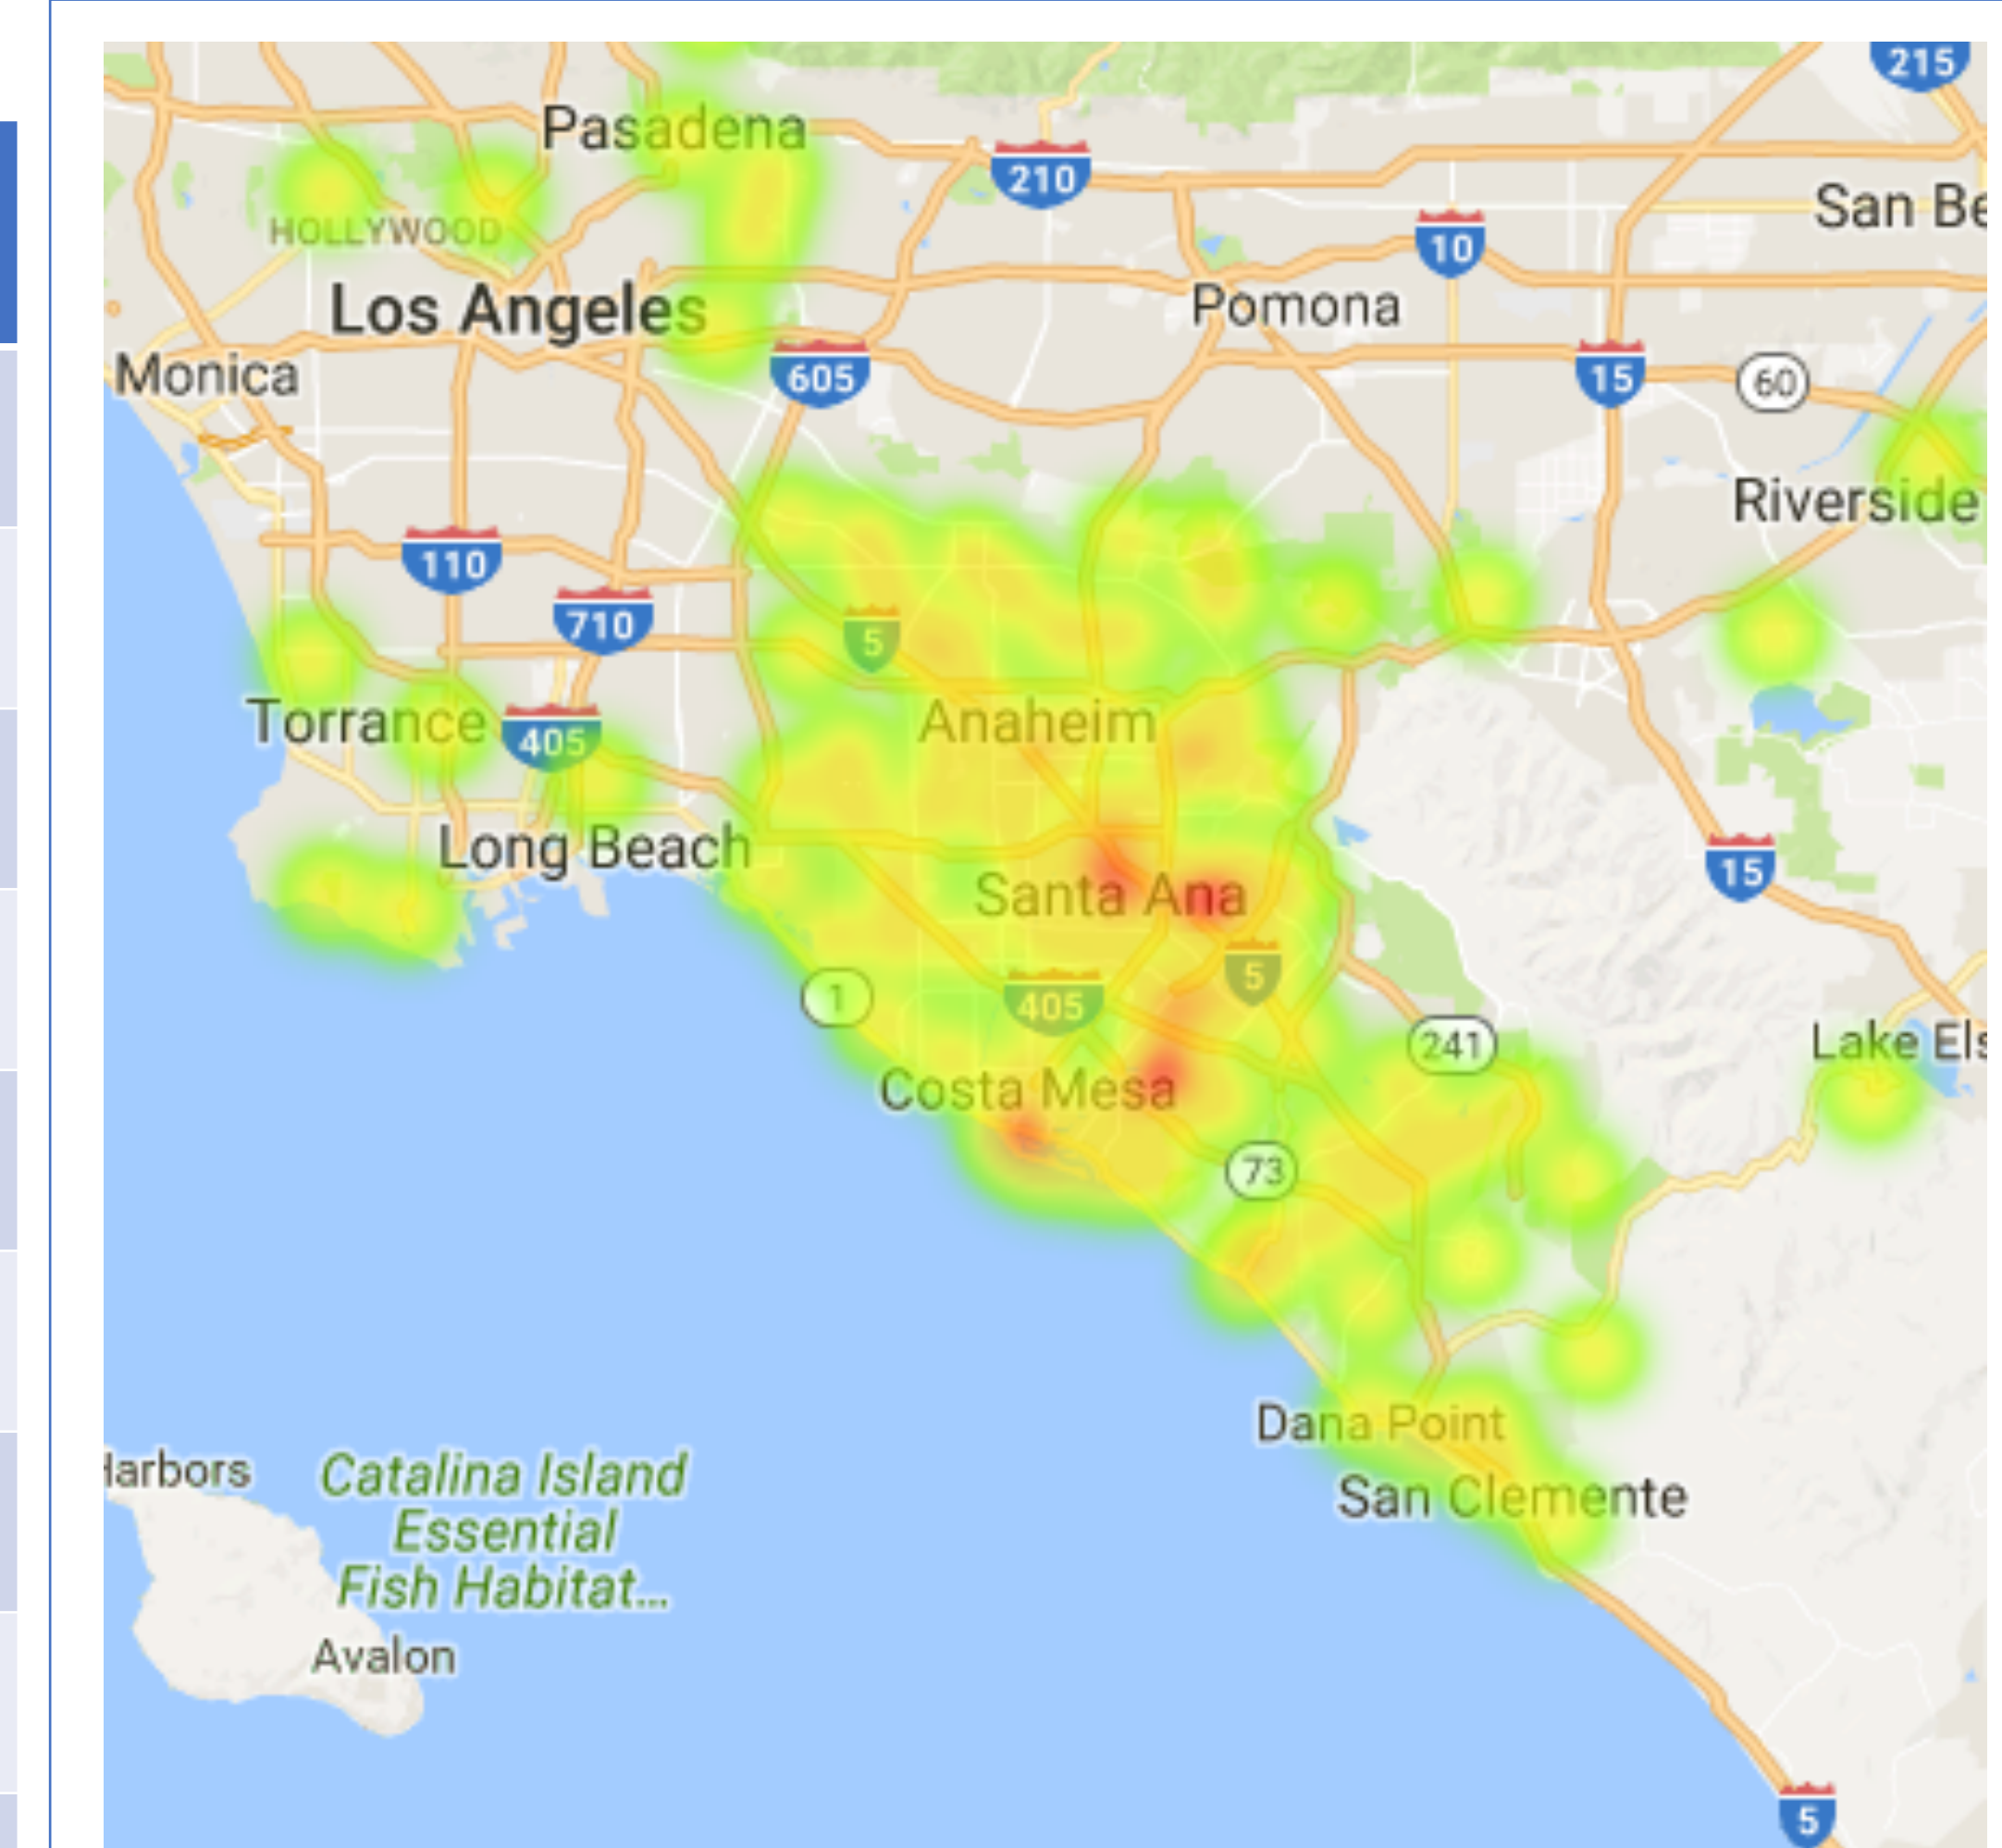 215
Pasadena
210
San Be
HOLLYWOOD
10
Los Angeles
Pomona
Monica
605
15
60
Riverside
110
710
5
Torrance
405
Anaheim
Long Beach
15
Santa Ana
1
405
5
241
Lake Els
Costa Mesa
73
Dana Point
Harbors
Catalina Island
Essential
Fish Habitat...
San Clemente
Avalon
5